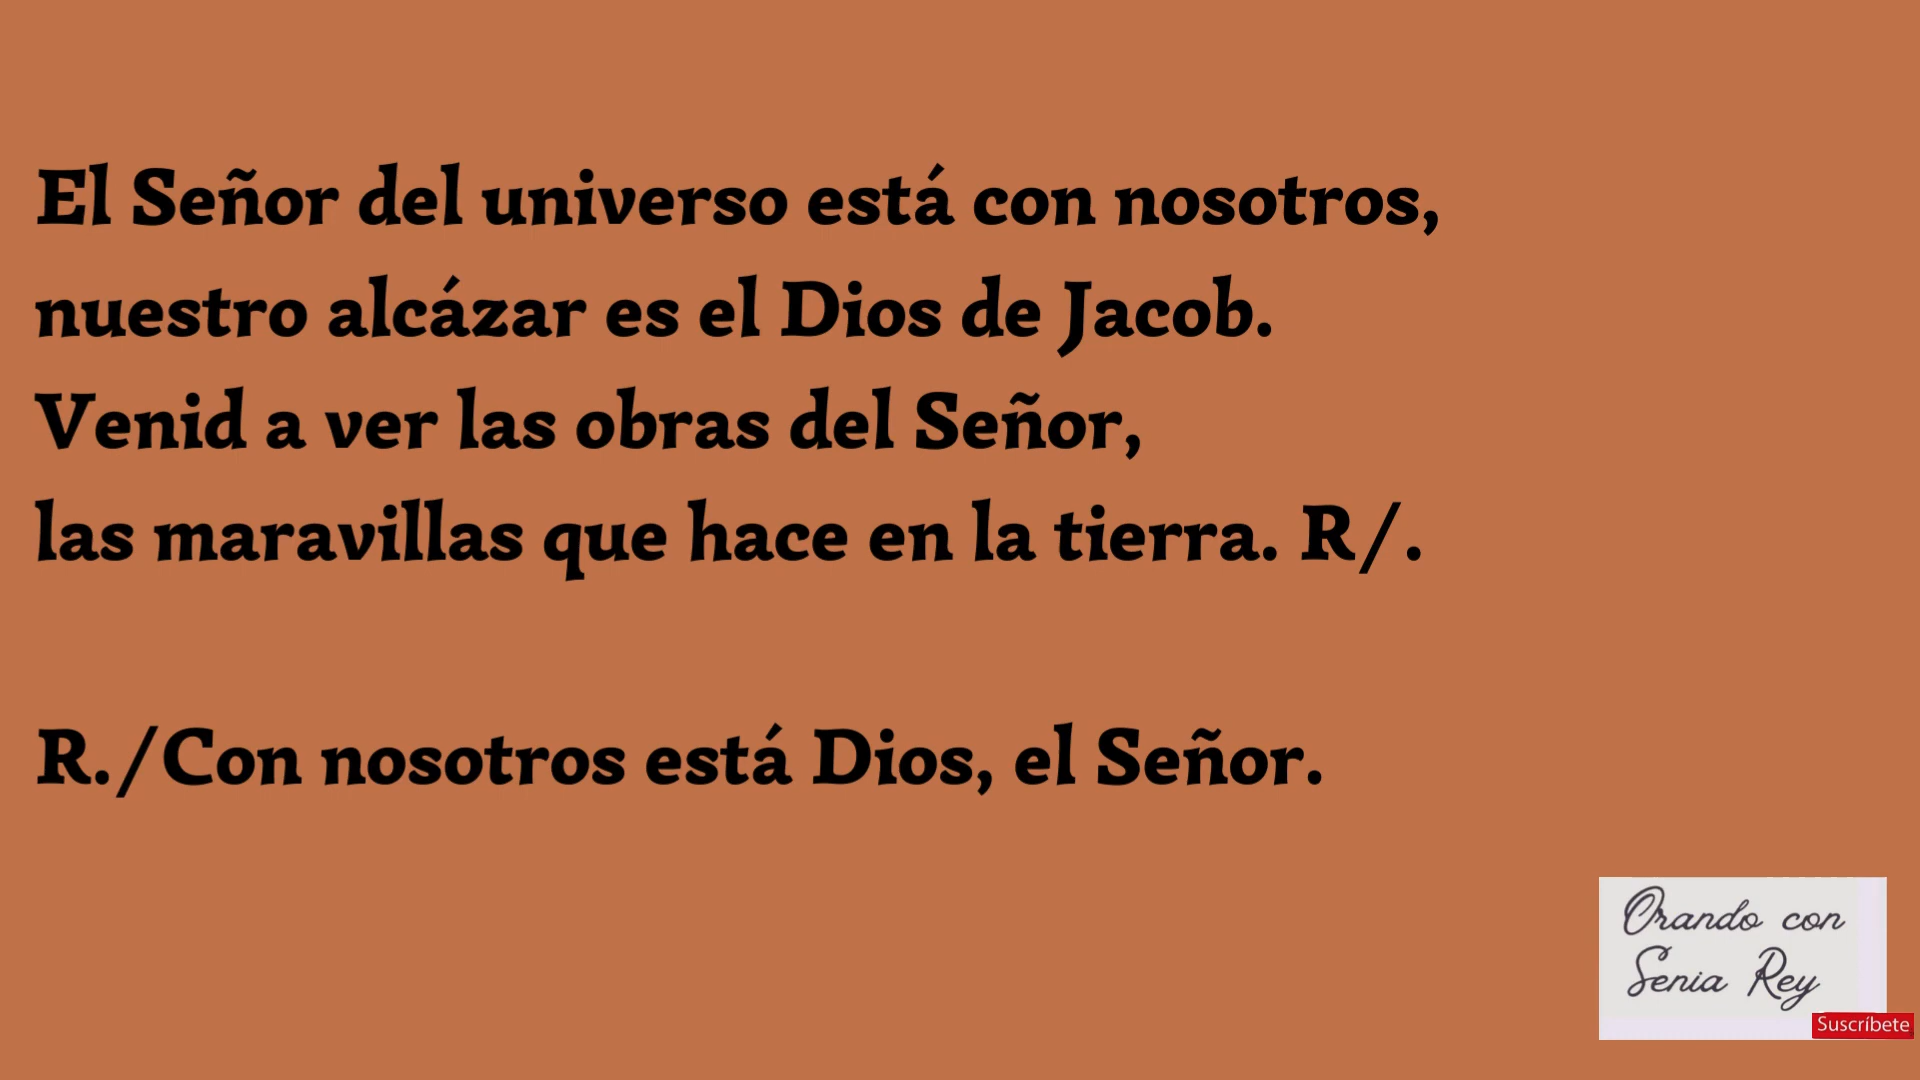 El Señor del universo está con nosotros,
nuestro alcázar es el Dios de Jacob.
Venid a ver las obras del Señor,
las maravillas que hace en la tierra. R/.
R./Con nosotros está Dios, el Señor.
Orando con
Senia Rey
Suscríbete